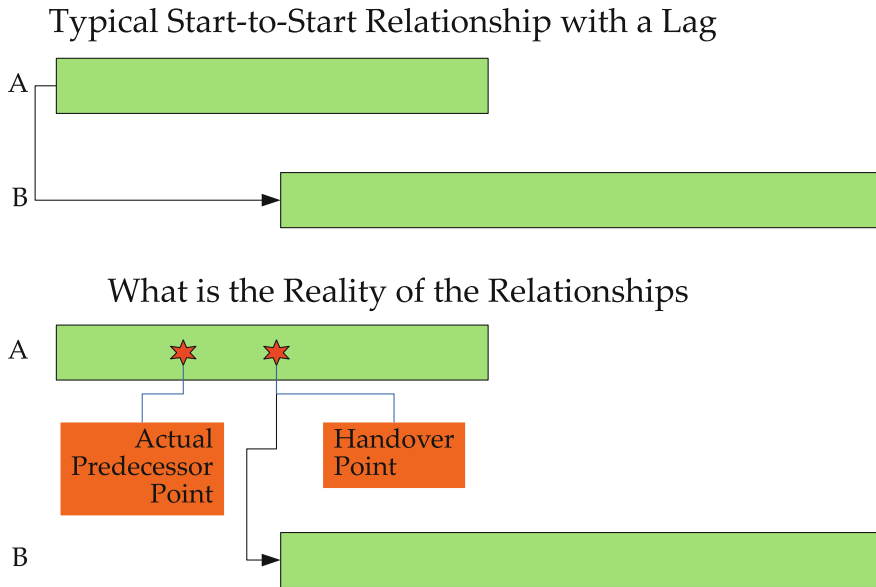 Typical Start-to-Start Relationship with a Lag
A
B
What is the Reality of the Relationships
A
Actual
Predecessor
Point
Handover
Point
B